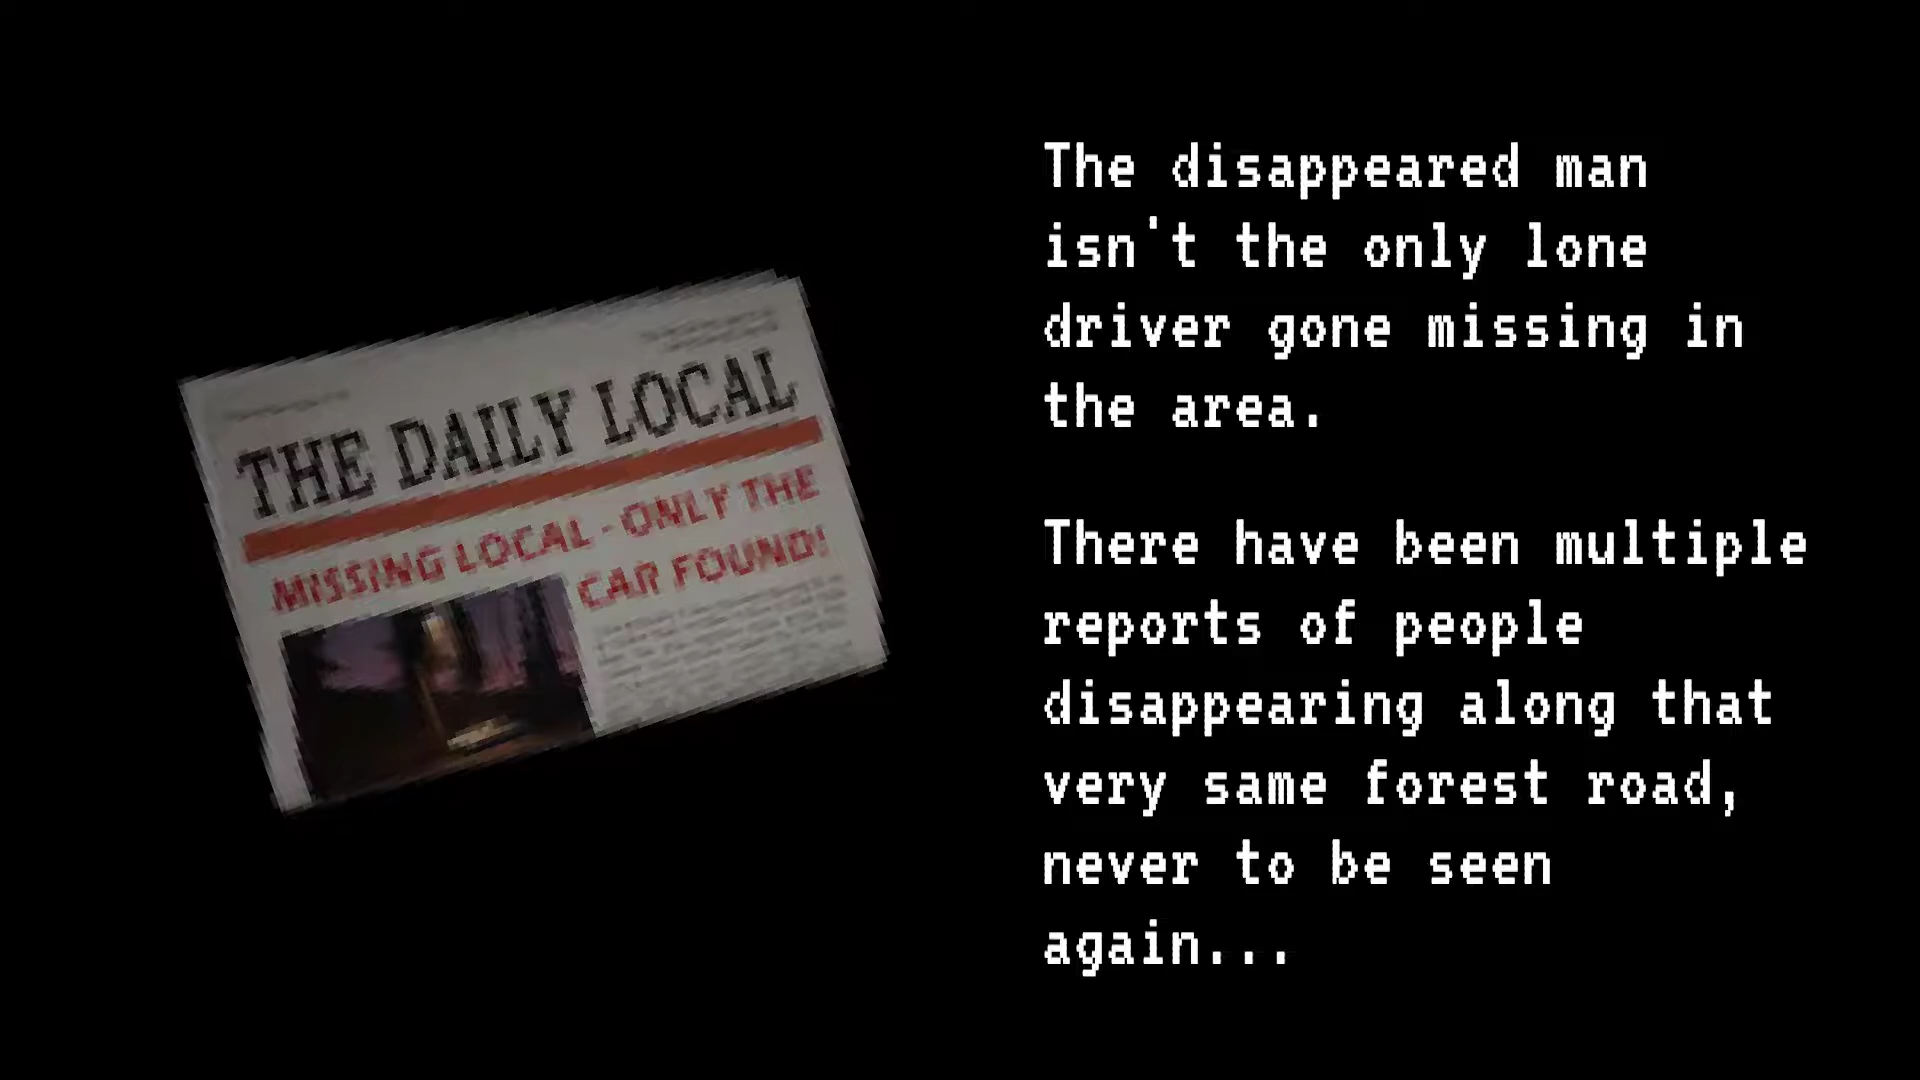 THE DAILY LOCAL
MISSING LOCAL - ONLY THE
CAR FOUND!
The disappeared man
isn't the only lone
driver gone missing in
the area.
There have been multiple
reports of people
disappearing along that
very same forest road,
never to be seen
again...